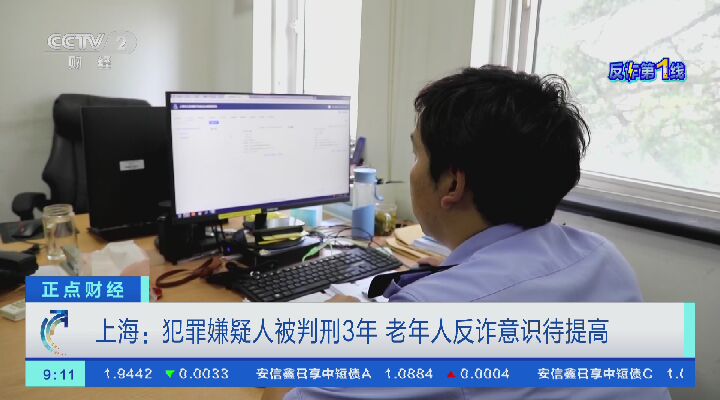 CCTV 2
财经
反诈第1线
正点财经
上海：犯罪嫌疑人被判刑3年 老年人反诈意识待提高
9:11 1.9442 ▼0.0033 安信鑫日享中短债A 1.0884 ▲0.0004 安信鑫日享中短债C